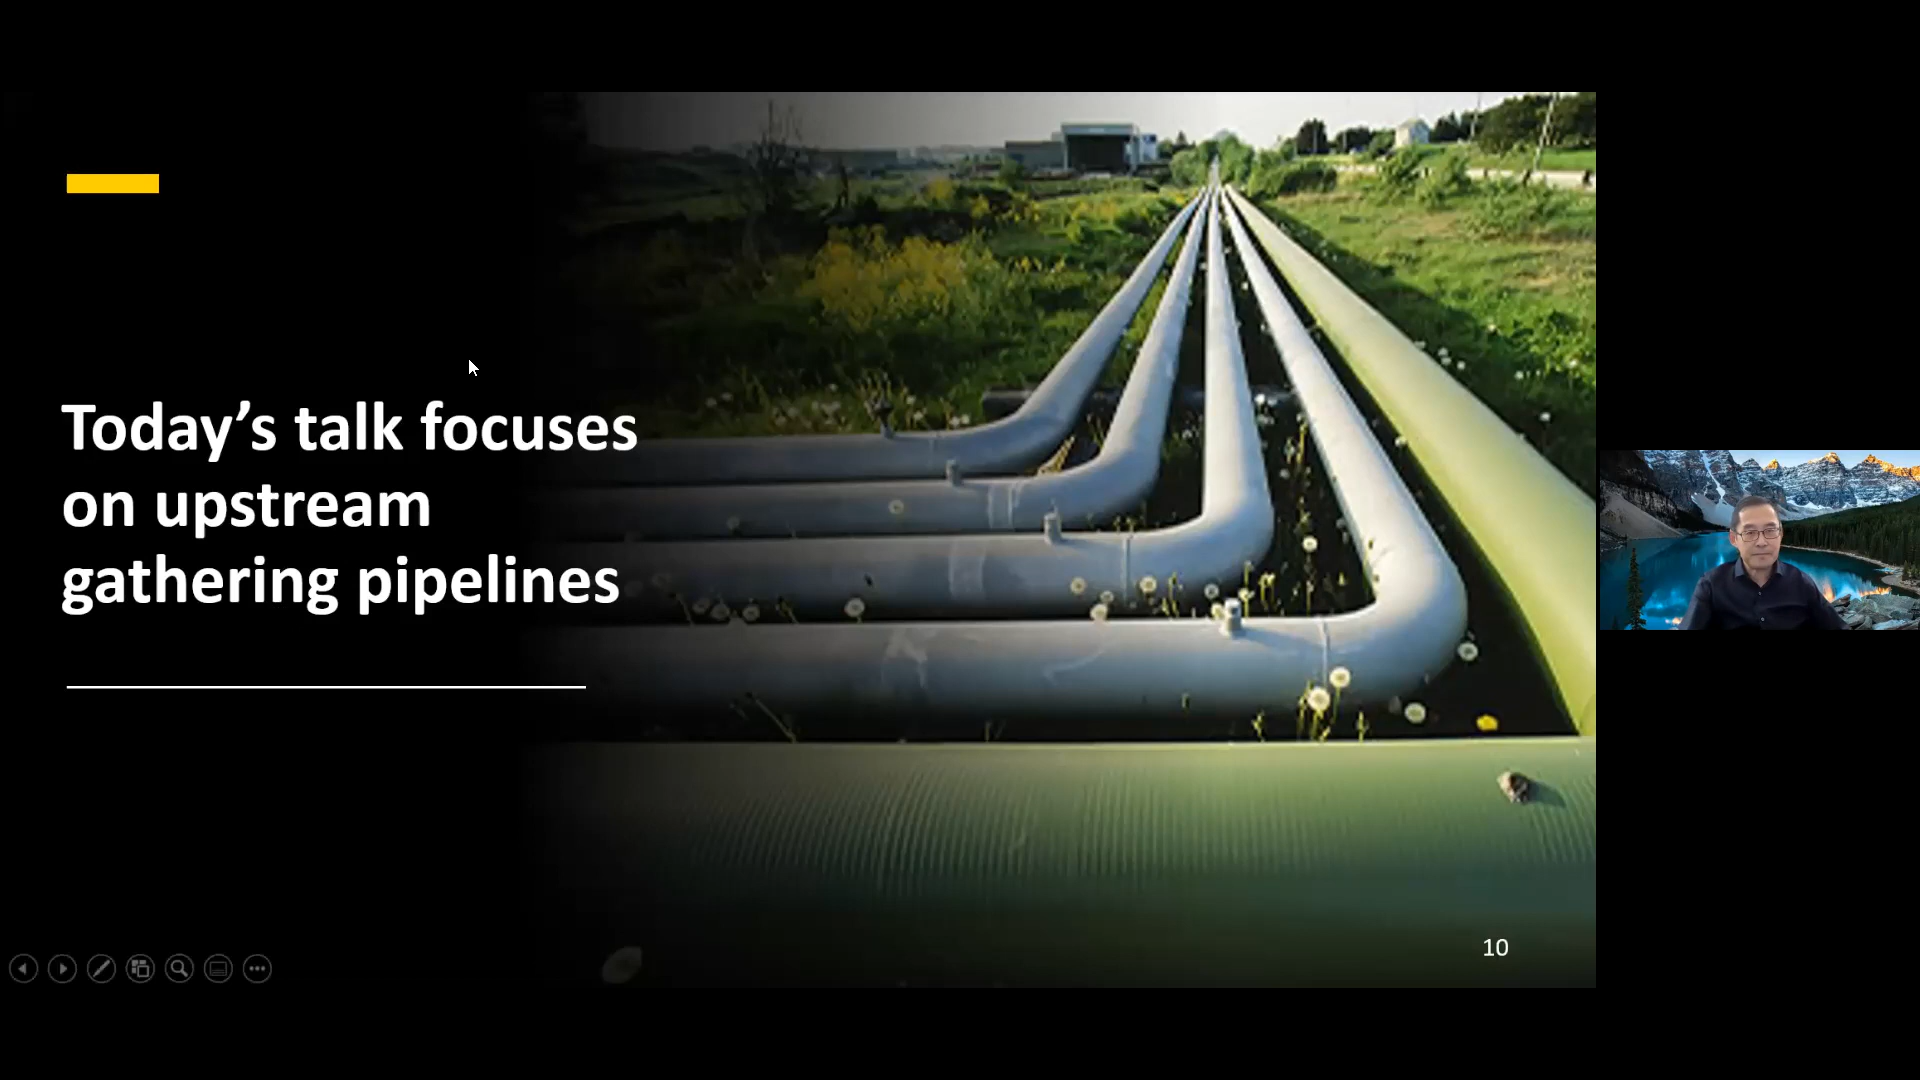 Today’s talk focuses
on upstream
gathering pipelines
10